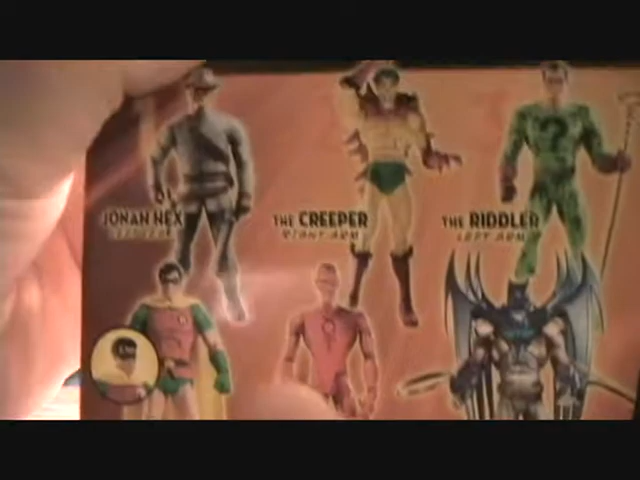 JONAH HEX
THE CREEPER
RIGHT ARM
THE RIDDLER
LEFT ARM
?